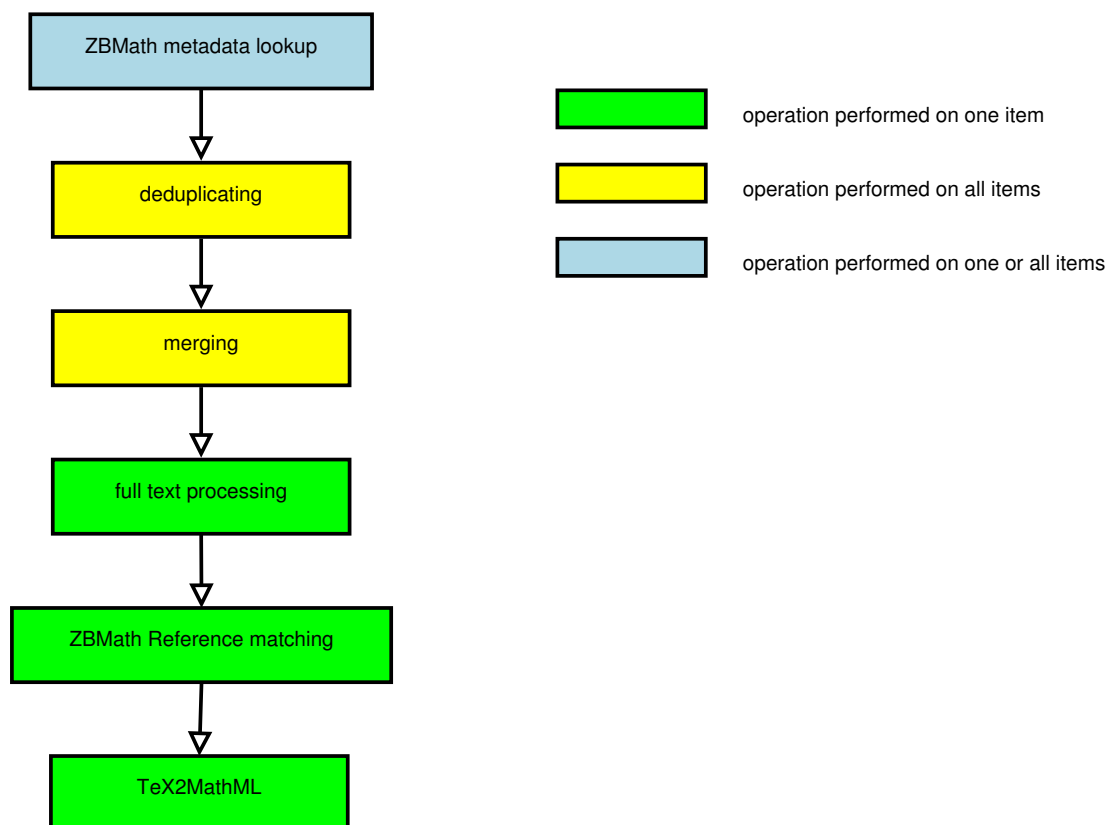 ZBMath metadata lookup
deduplicating
merging
full text processing
ZBMath Reference matching
TeX2MathML
operation performed on one item
operation performed on all items
operation performed on one or all items